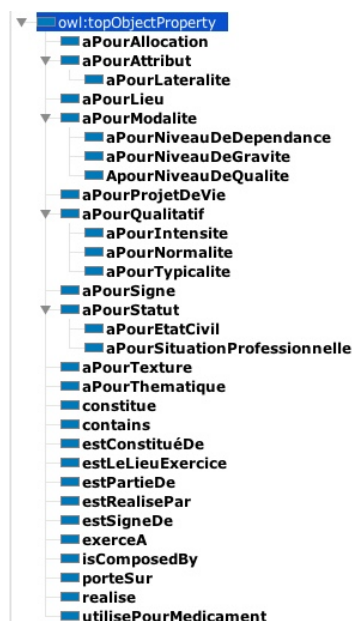 owl:topObjectProperty
aPourAllocation
aPourAttribut
aPourLateralite
aPourLieu
aPourModalite
aPourNiveauDeDependance
aPourNiveauDeGravite
ApourNiveauDeQualite
aPourProjetDeVie
aPourQualitatif
aPourIntensite
aPourNormalite
aPourTypicalite
aPourSigne
aPourStatut
aPourEtatCivil
aPourSituationProfessionnelle
aPourTexture
aPourThematique
constitue
contains
estConstituéDe
estLeLieuExercice
estPartieDe
estRealisePar
estSigneDe
exerceA
isComposedBy
porteSur
realise
utilisePourMedicament